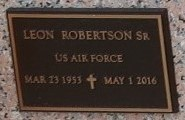 LEON ROBERTSON SR
US AIR FORCE
MAR 23 1953 ✝ MAY 1 2016